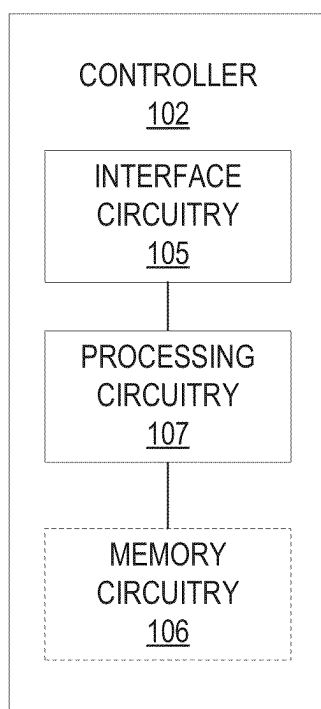 CONTROLLER
102
INTERFACE
CIRCUITRY
105
PROCESSING
CIRCUITRY
107
MEMORY
CIRCUITRY
106